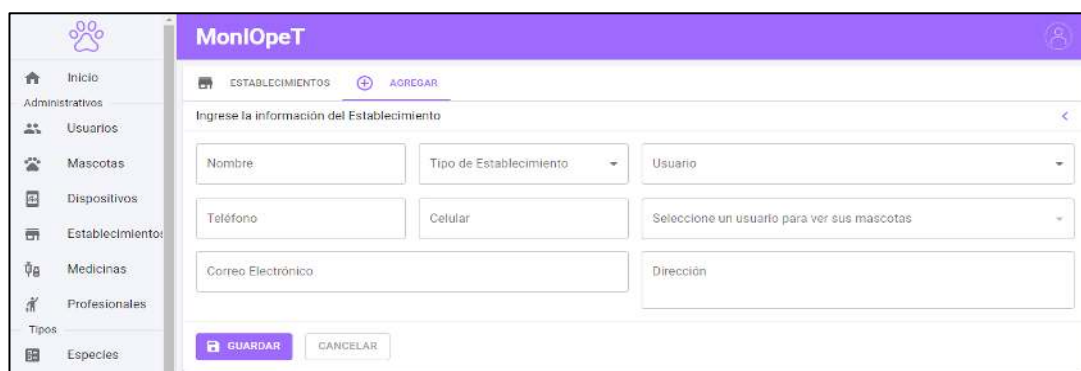 MonIOpeT
Inicio
Administrativos
Usuarios
Mascotas
Dispositivos
Establecimientos
Medicinas
Profesionales
Tipos
Especies
ESTABLECIMIENTOS AGREGAR
Ingrese la información del Establecimiento
Nombre Tipo de Establecimiento Usuario
Teléfono Celular Seleccione un usuario para ver sus mascotas
Correo Electrónico Dirección
GUARDAR CANCELAR